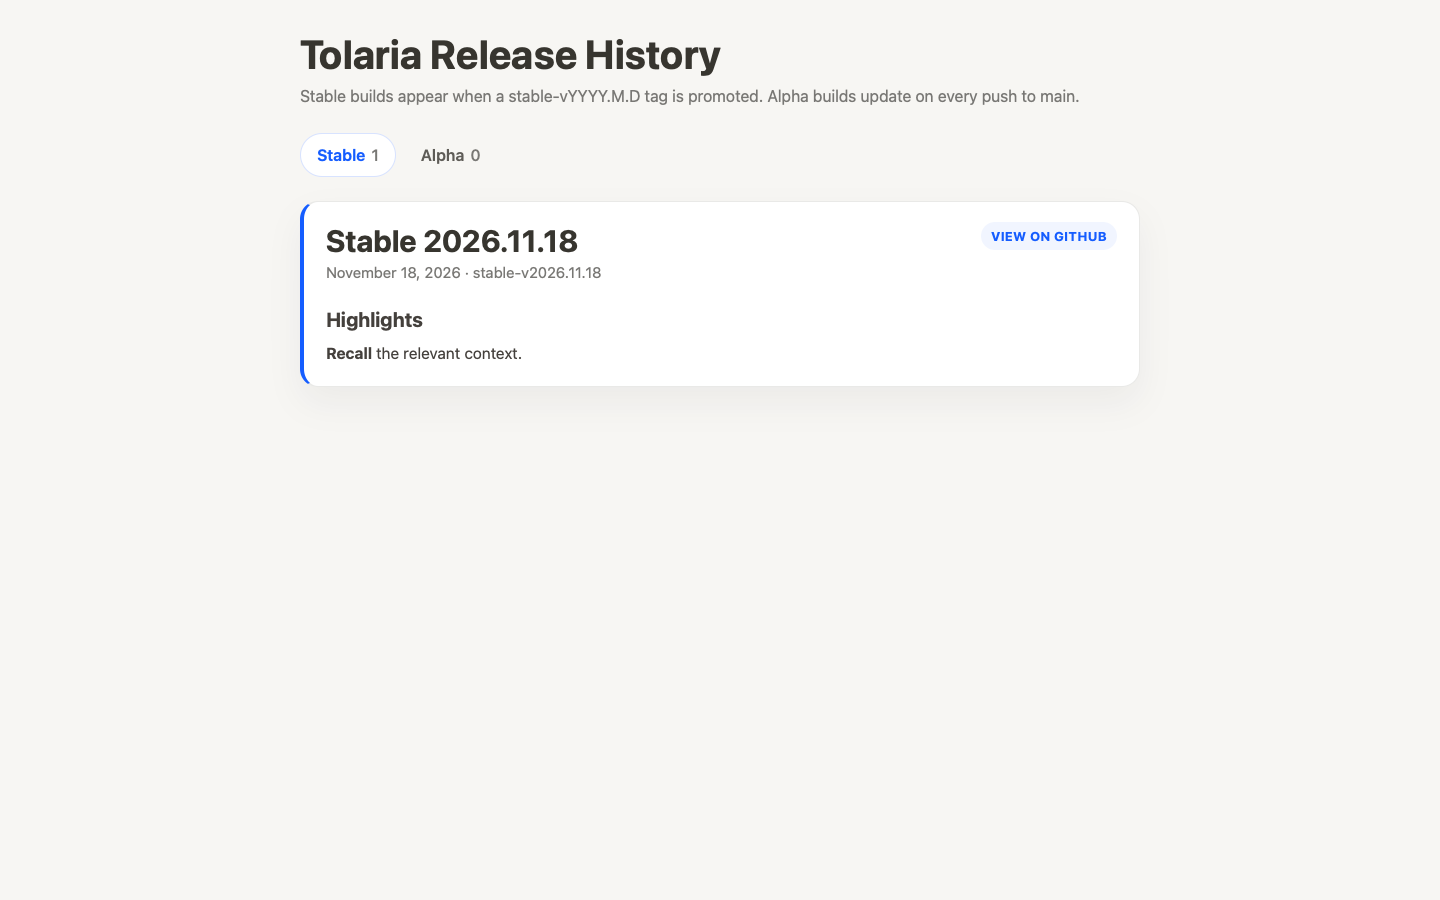 Tolaria Release History
Stable builds appear when a stable-vYYYY.M.D tag is promoted. Alpha builds update on every push to main.
Stable 1 Alpha 0
Stable 2026.11.18 VIEW ON GITHUB
November 18, 2026 · stable-v2026.11.18
Highlights
Recall the relevant context.